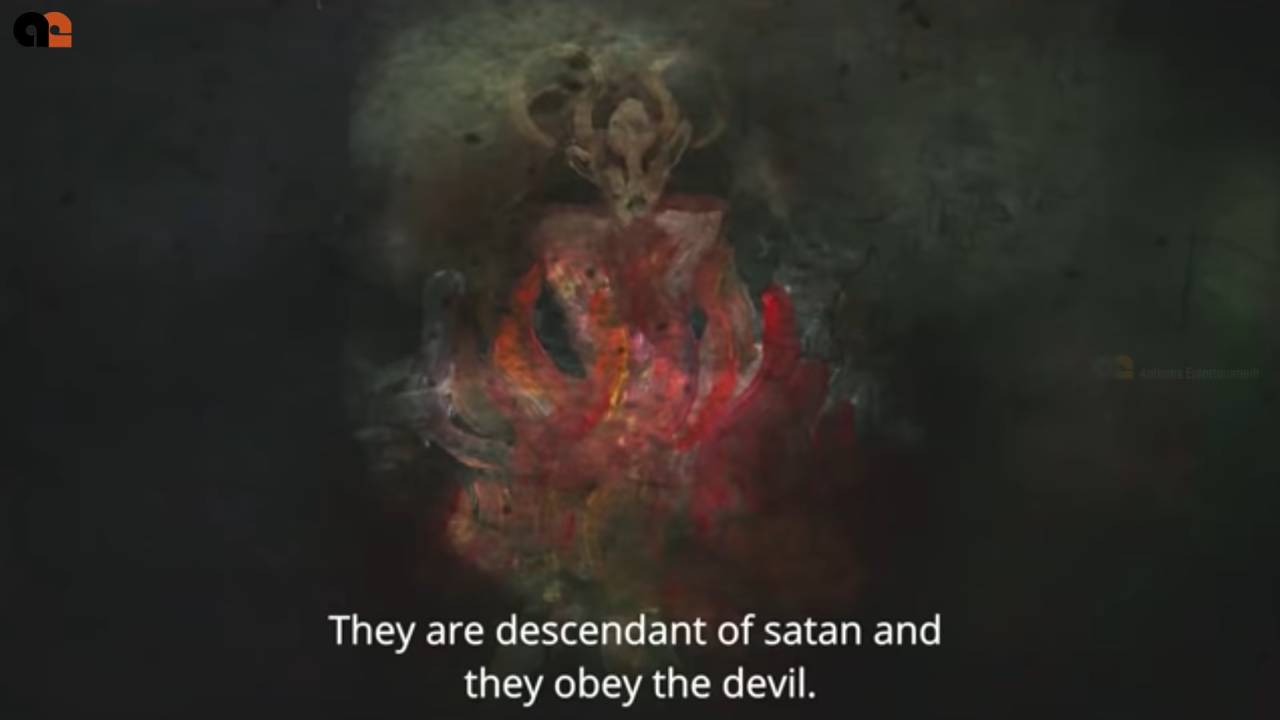 They are descendant of satan and
they obey the devil.